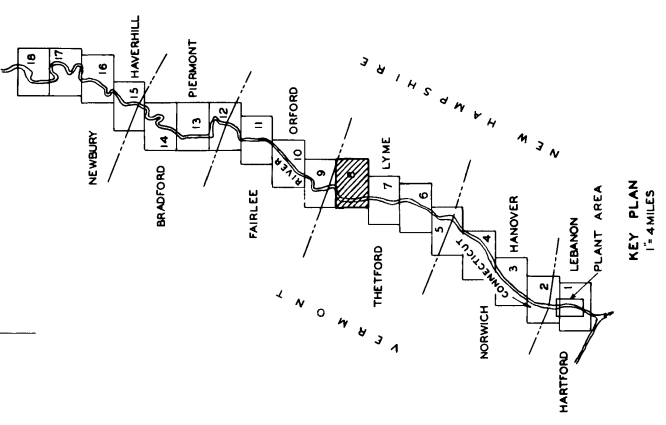 18
17
16
HAVERHILL
15
NEWBURY
PIERMONT
14
13
12
BRADFORD
11
ORFORD
10
RIVER
FAIRLEE
9
NEW HAMPSHIRE
8
LYME
7
6
THETFORD
5
VERMONT
4
HANOVER
CONNECTICUT
3
NORWICH
2
LEBANON
1
PLANT AREA
HARTFORD
KEY PLAN
1" = 4 MILES